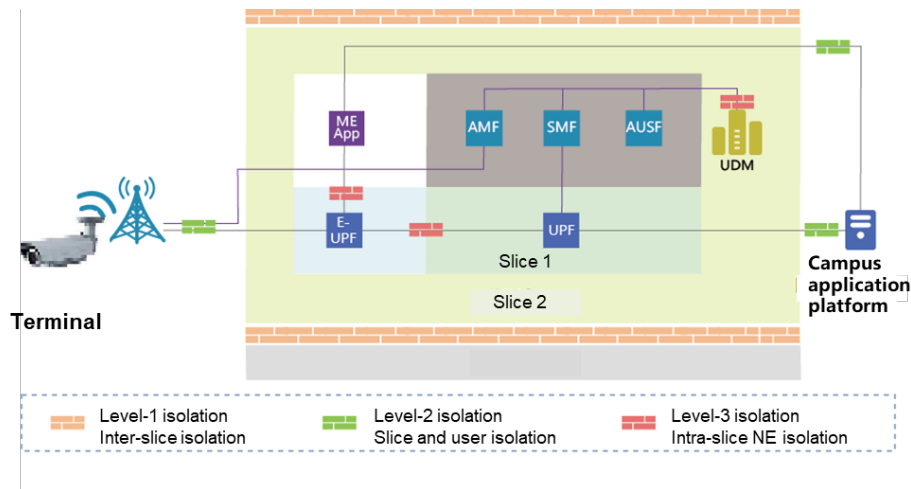 ME
App
AMF
SMF
AUSF
UDM
E-
UPF
UPF
Slice 1
Slice 2
Terminal
Campus
application
platform
Level-1 isolation
Inter-slice isolation
Level-2 isolation
Slice and user isolation
Level-3 isolation
Intra-slice NE isolation